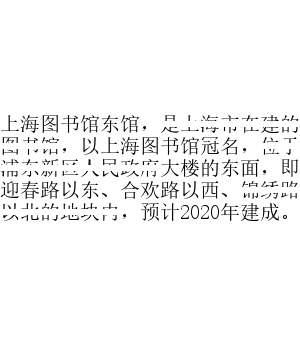 上海图书馆东馆，是上海市在建的
图书馆，以上海图书馆冠名，位于
浦东新区人民政府大楼的东面，即
迎春路以东、合欢路以西、锦绣路
以北的地块内，预计2020年建成。